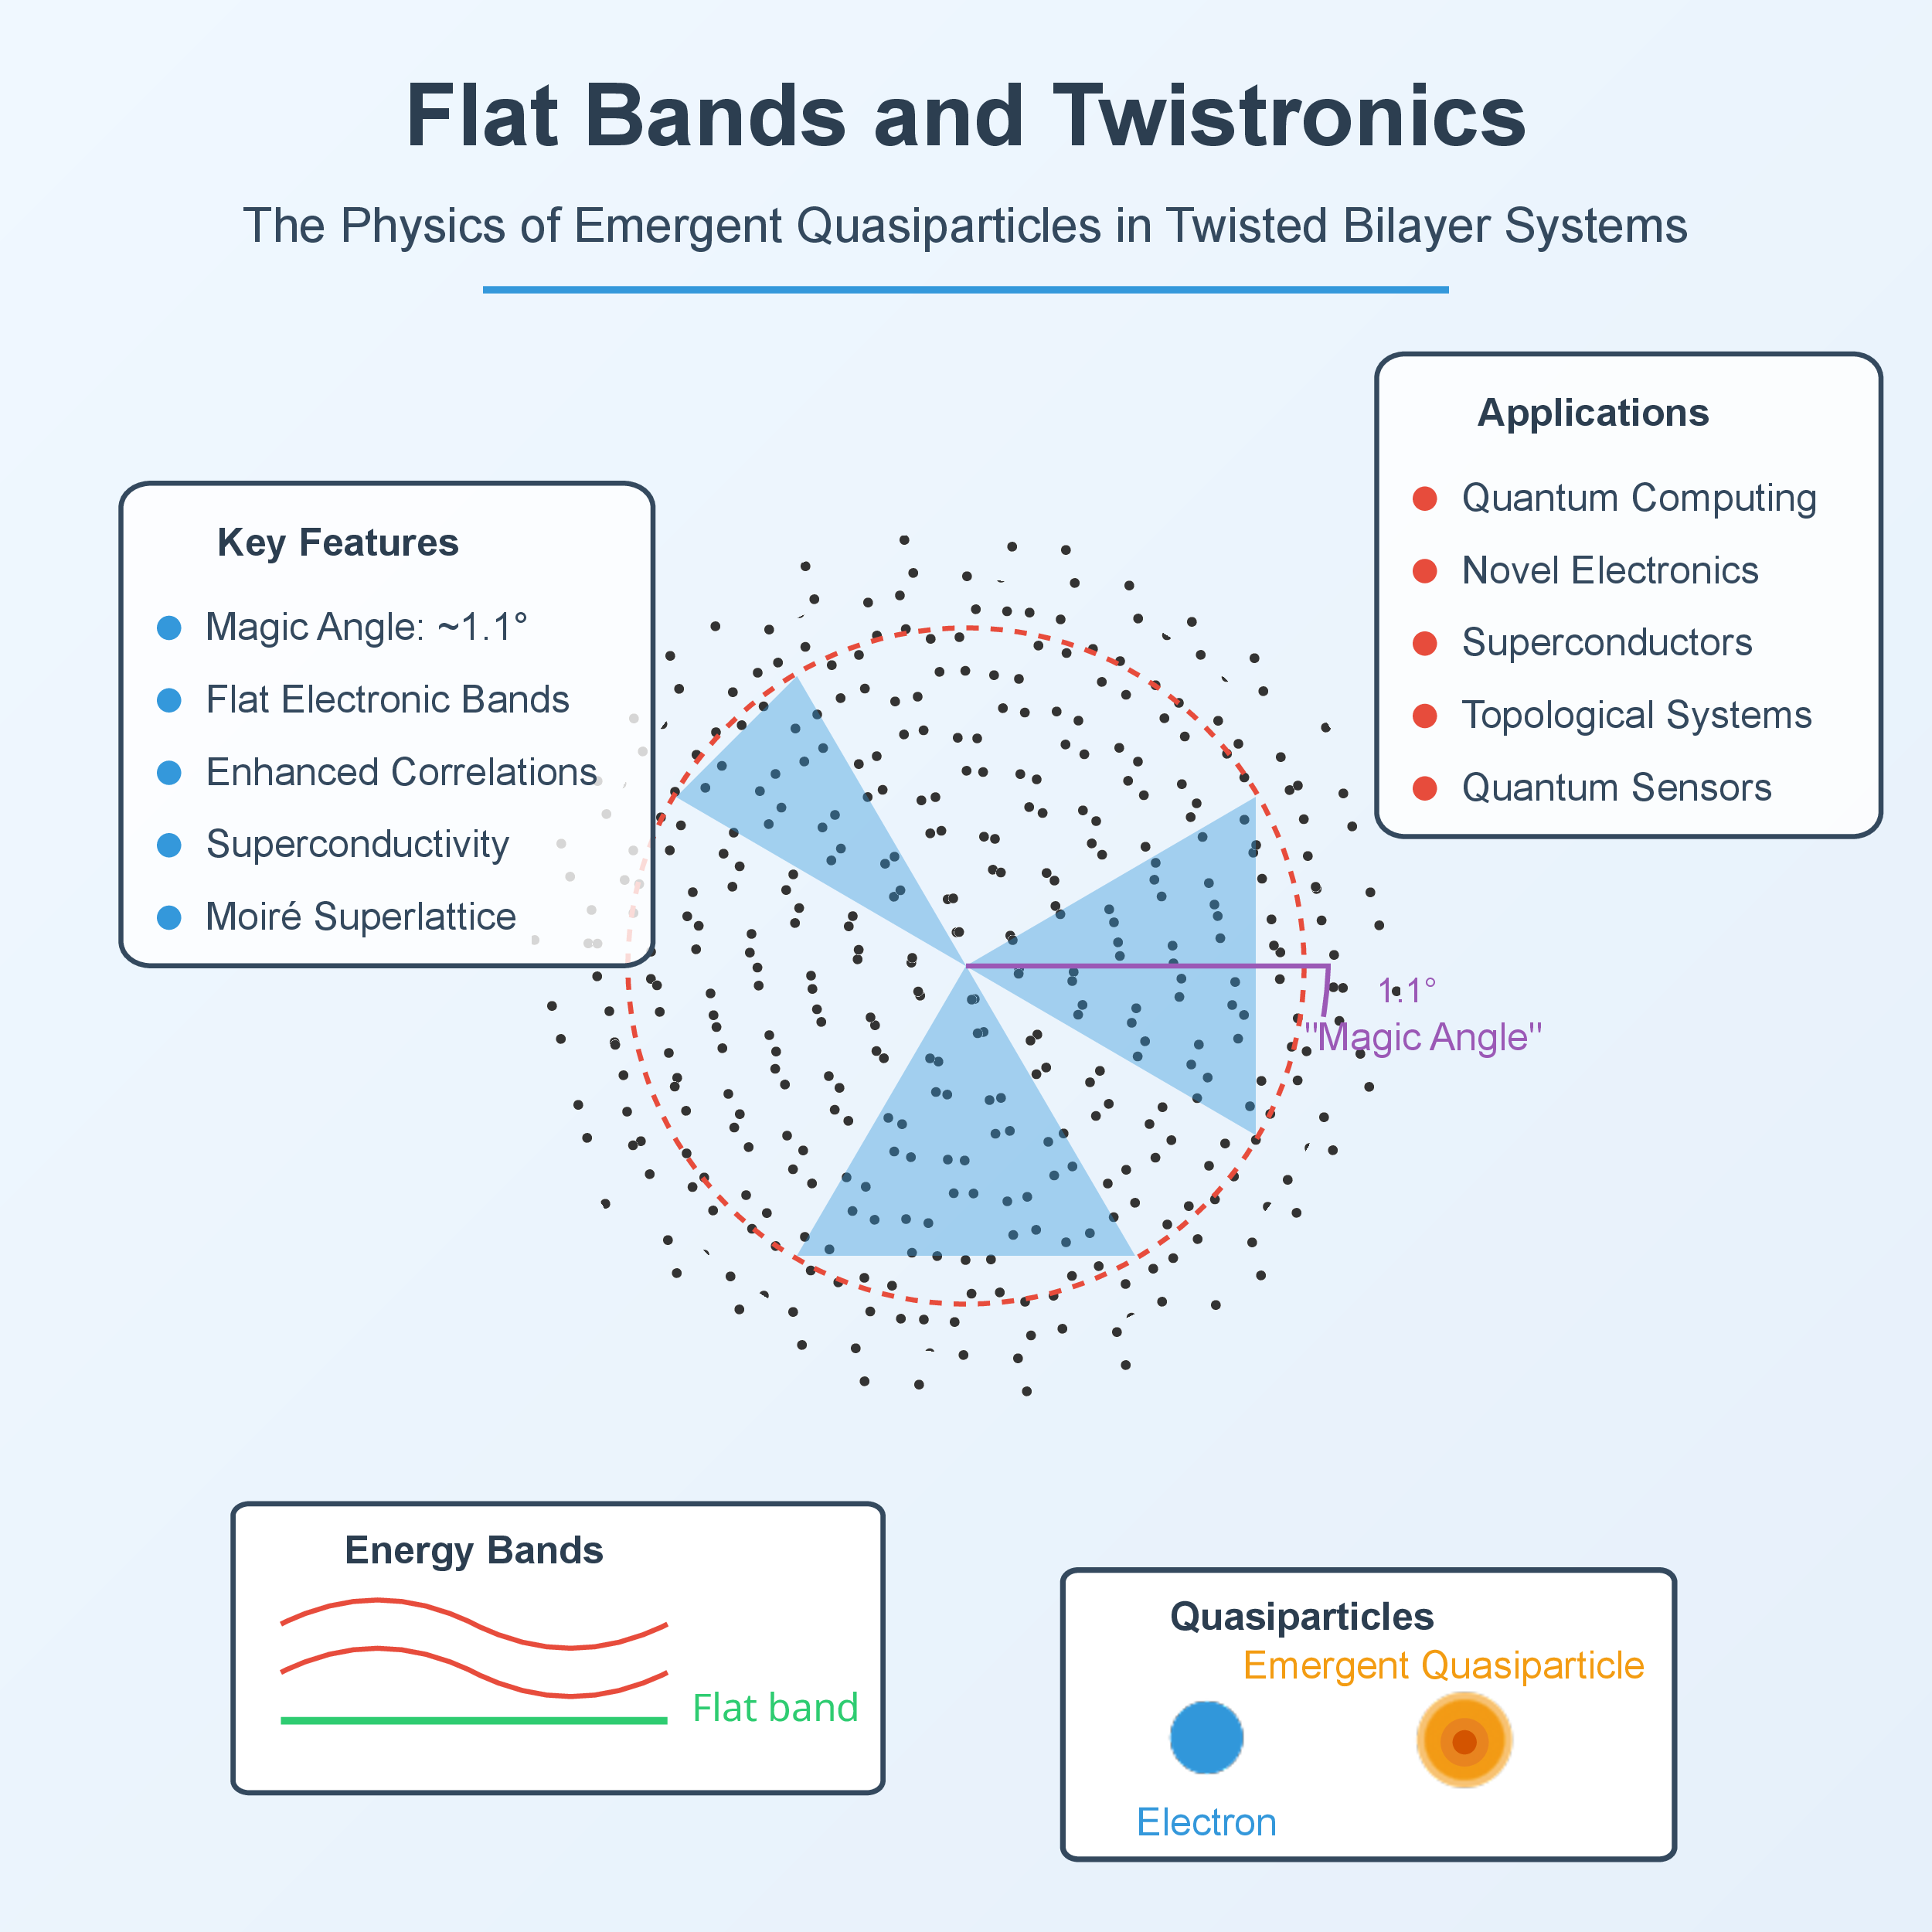 Flat Bands and Twistronics
The Physics of Emergent Quasiparticles in Twisted Bilayer Systems
Key Features
Magic Angle: ~1.1°
Flat Electronic Bands
Enhanced Correlations
Superconductivity
Moiré Superlattice
Applications
Quantum Computing
Novel Electronics
Superconductors
Topological Systems
Quantum Sensors
1.1°
"Magic Angle"
Energy Bands
Flat band
Quasiparticles
Emergent Quasiparticle
Electron